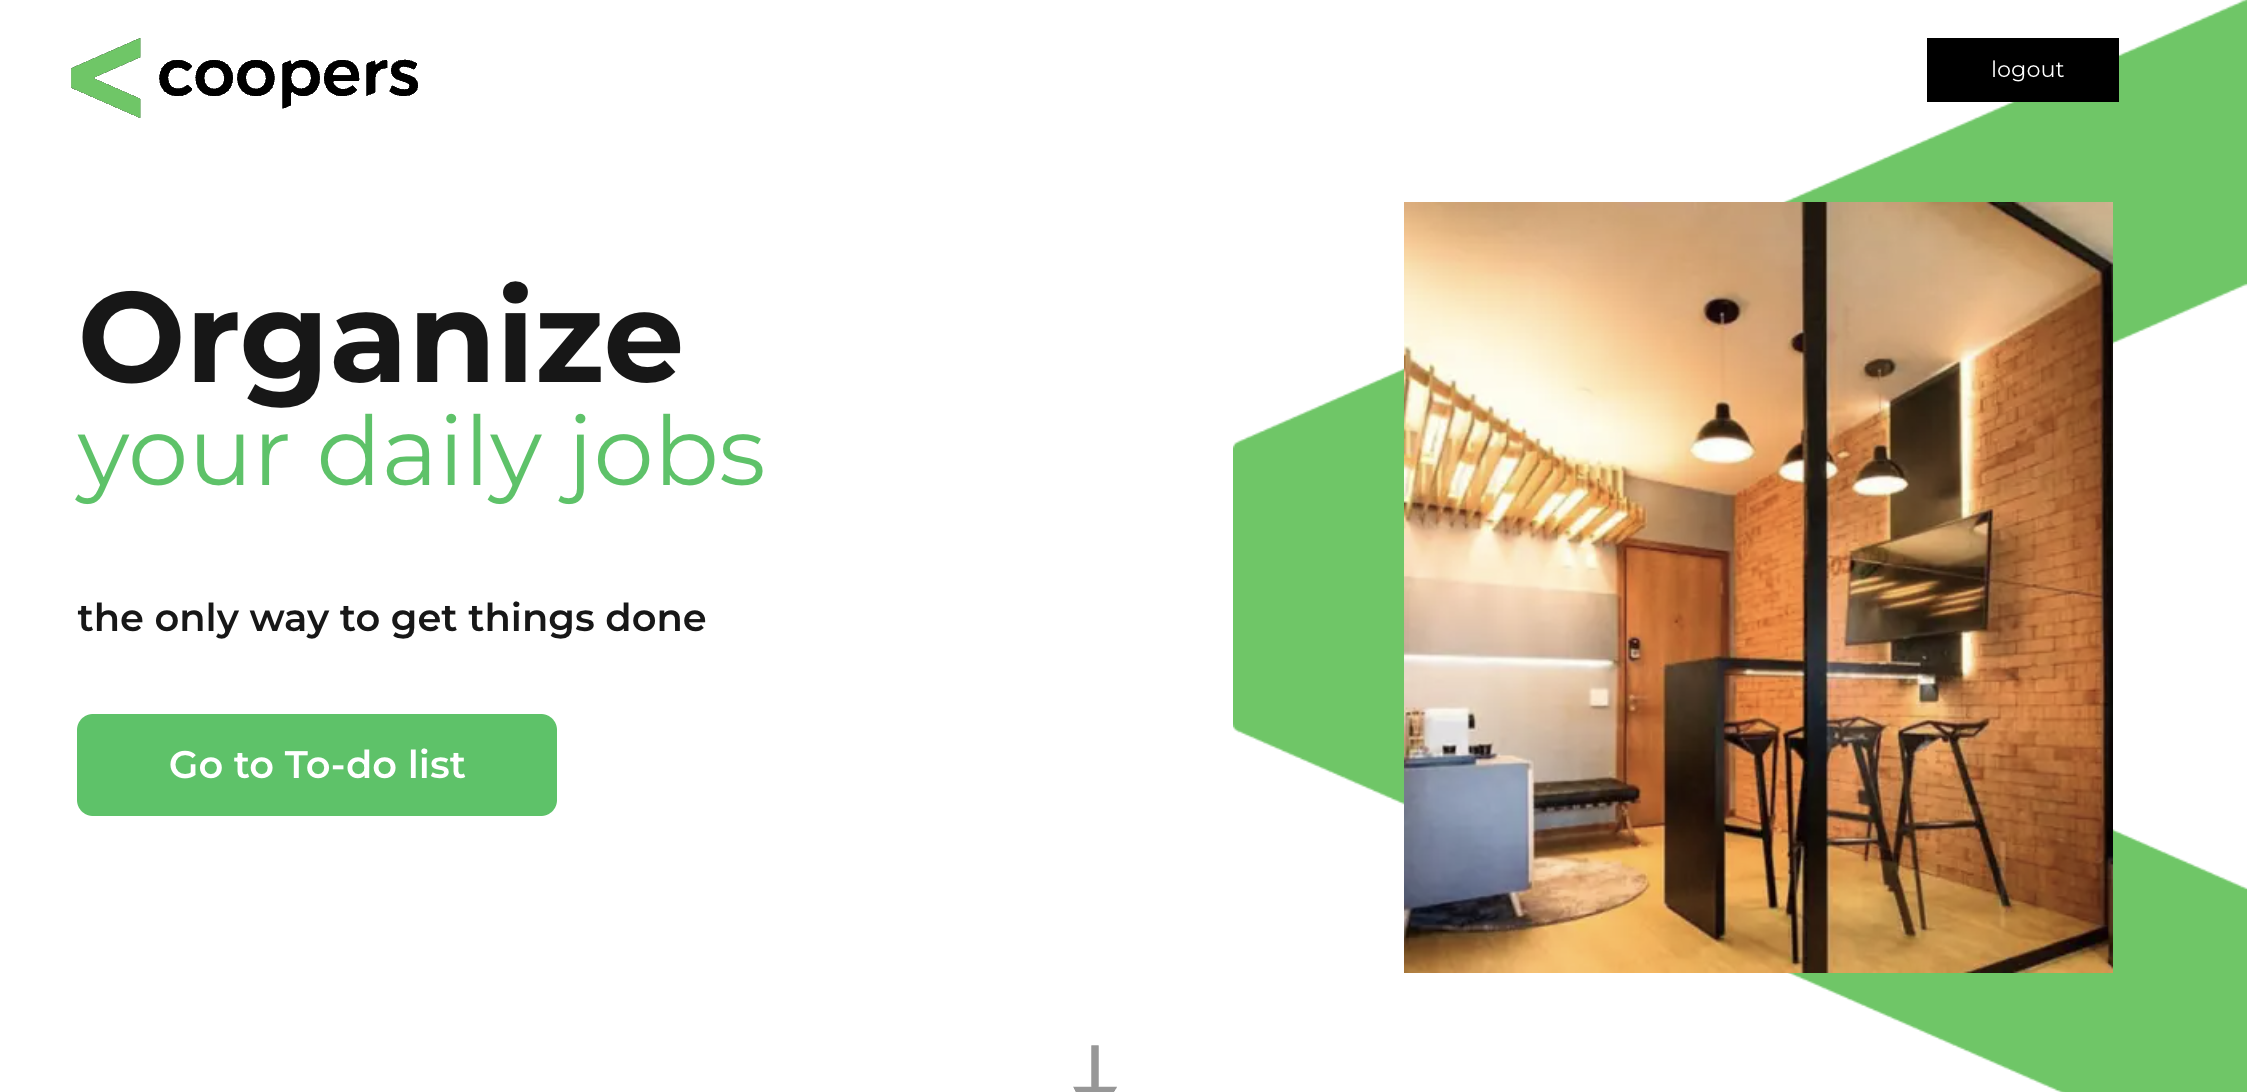 coopers
logout
Organize
your daily jobs
the only way to get things done
Go to To-do list